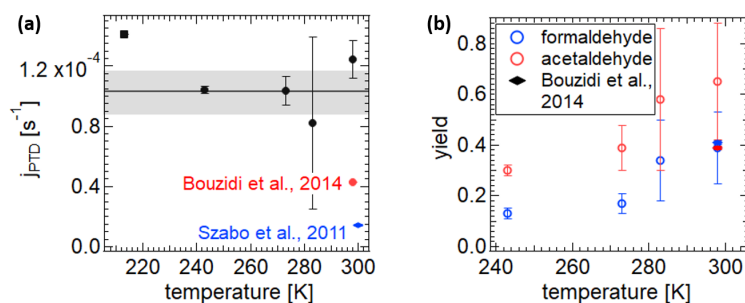 (a)
j_PTD [s⁻¹]
1.2 x10⁻⁴
0.8
0.4
0.0
Bouzidi et al., 2014
Szabo et al., 2011
220 240 260 280 300
temperature [K]
(b)
yield
0.8
0.6
0.4
0.2
0.0
formaldehyde
acetaldehyde
Bouzidi et al.,
2014
240 260 280 300
temperature [K]